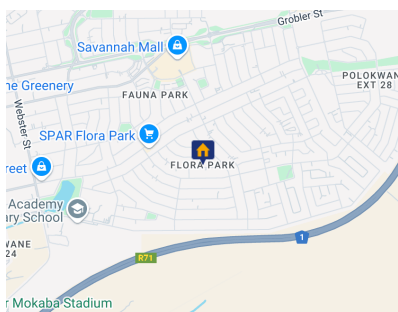 Grobler St
Savannah Mall
POLOKWAN
EXT 28
he Greenery
FAUNA PARK
Webster St
SPAR Flora Park
FLORA PARK
reet
Academy
ary School
WANE
24
1
R71
r Mokaba Stadium